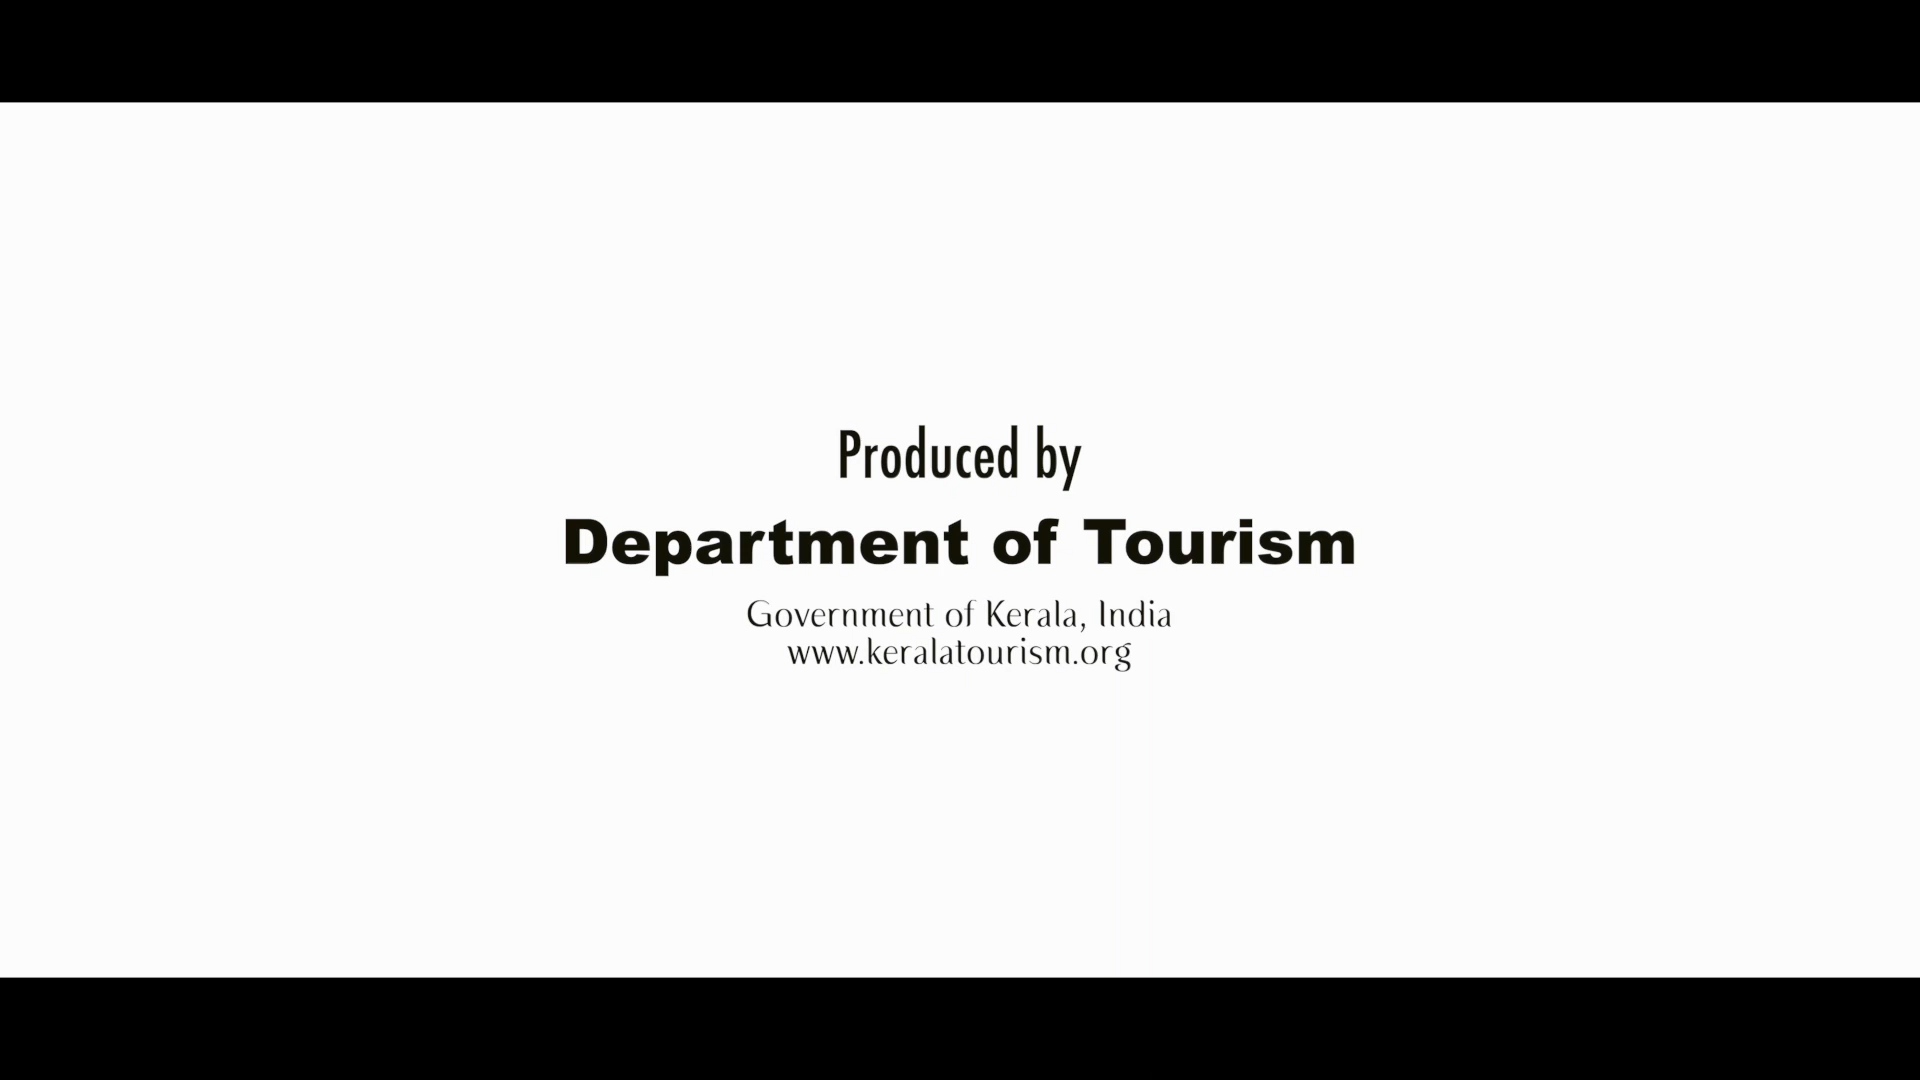 Produced by
Department of Tourism
Government of Kerala, India
www.keralatourism.org